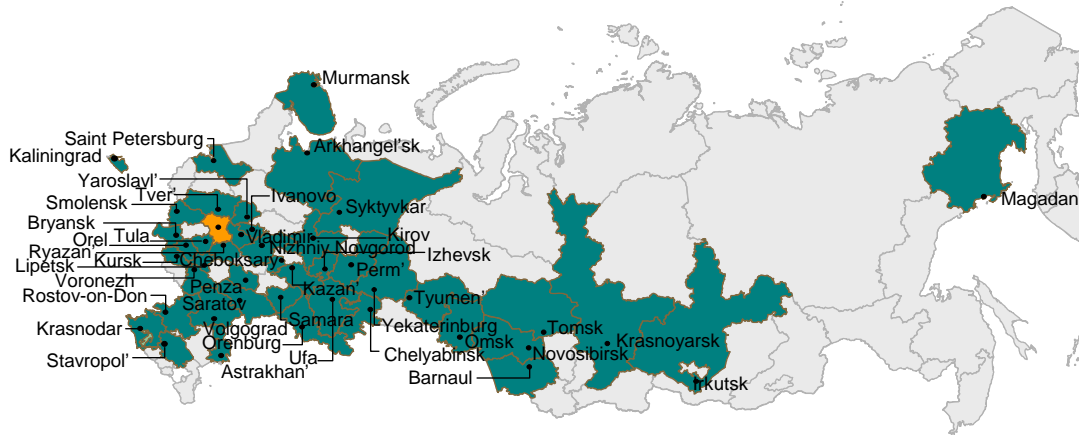 Murmansk
Saint Petersburg
Arkhangel'sk
Kaliningrad
Yaroslavl'
Tver'
Ivanovo
Smolensk
Syktyvkar
Magadan
Bryansk
Orel
Tula
Vladimir
Kirov
Ryazan'
Nizhniy Novgorod
Izhevsk
Lipetsk
Kursk
Cheboksary
Perm'
Voronezh
Penza
Kazan'
Rostov-on-Don
Saratov
Tyumen'
Krasnodar
Volgograd
Samara
Yekaterinburg
Tomsk
Orenburg
Omsk
Krasnoyarsk
Stavropol'
Ufa
Chelyabinsk
Novosibirsk
Astrakhan'
Barnaul
Irkutsk